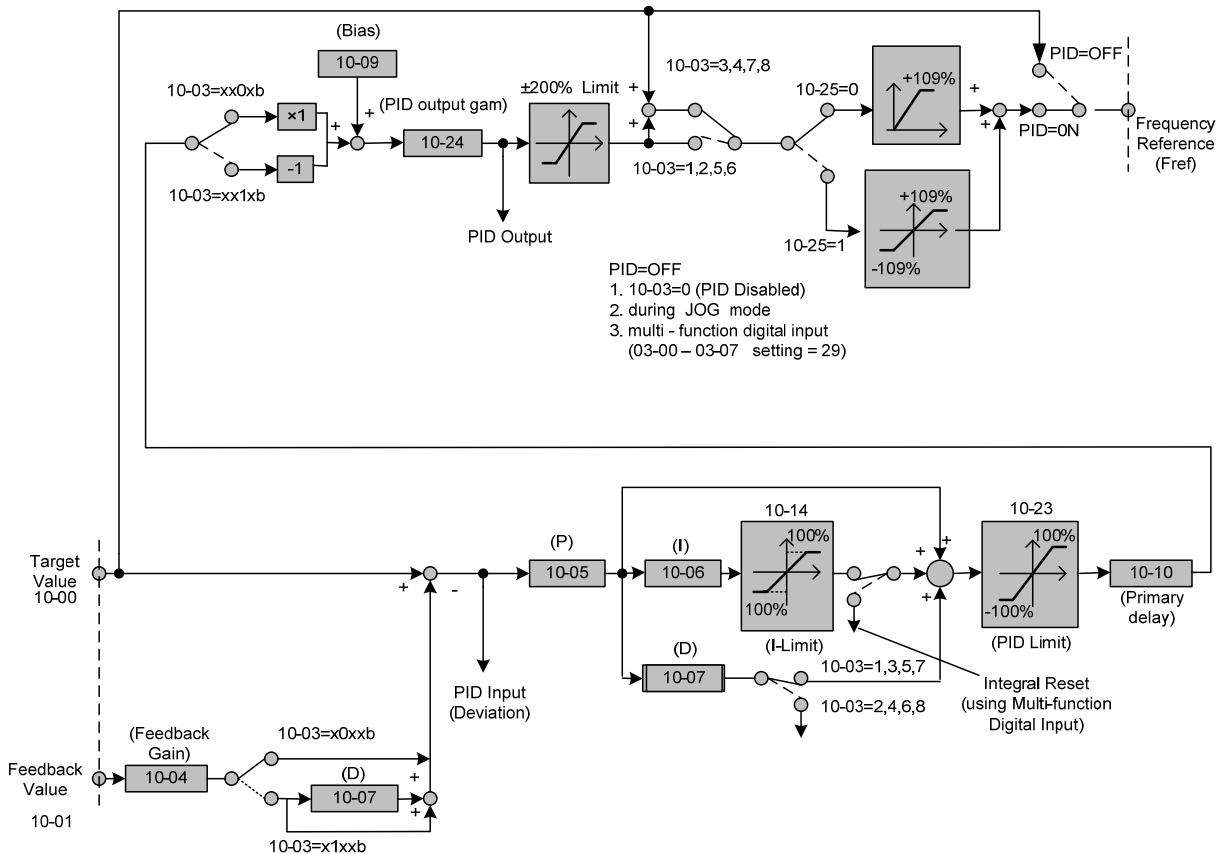 (Bias)
10-09
10-03=xx0xb
×1
+
+
-1
10-03=xx1xb
(PID output gam)
10-24
PID Output
±200% Limit
+
+
10-03=3,4,7,8
10-03=1,2,5,6
10-25=0
+109%
+
+
10-25=1
+109%
-109%
PID=OFF
PID=0N
Frequency
Reference
(Fref)
PID=OFF
1. 10-03=0 (PID Disabled)
2. during JOG mode
3. multi - function digital input
(03-00 – 03-07 setting = 29)
Target
Value
10-00
+
-
PID Input
(Deviation)
(P)
10-05
(I)
10-06
10-14
100%
100%
(I-Limit)
+
+
+
10-23
100%
-100%
(PID Limit)
10-10
(Primary
delay)
(D)
10-07
10-03=1,3,5,7
10-03=2,4,6,8
Integral Reset
(using Multi-function
Digital Input)
Feedback
Value
10-01
(Feedback
Gain)
10-04
10-03=x0xxb
(D)
10-07
+
+
10-03=x1xxb